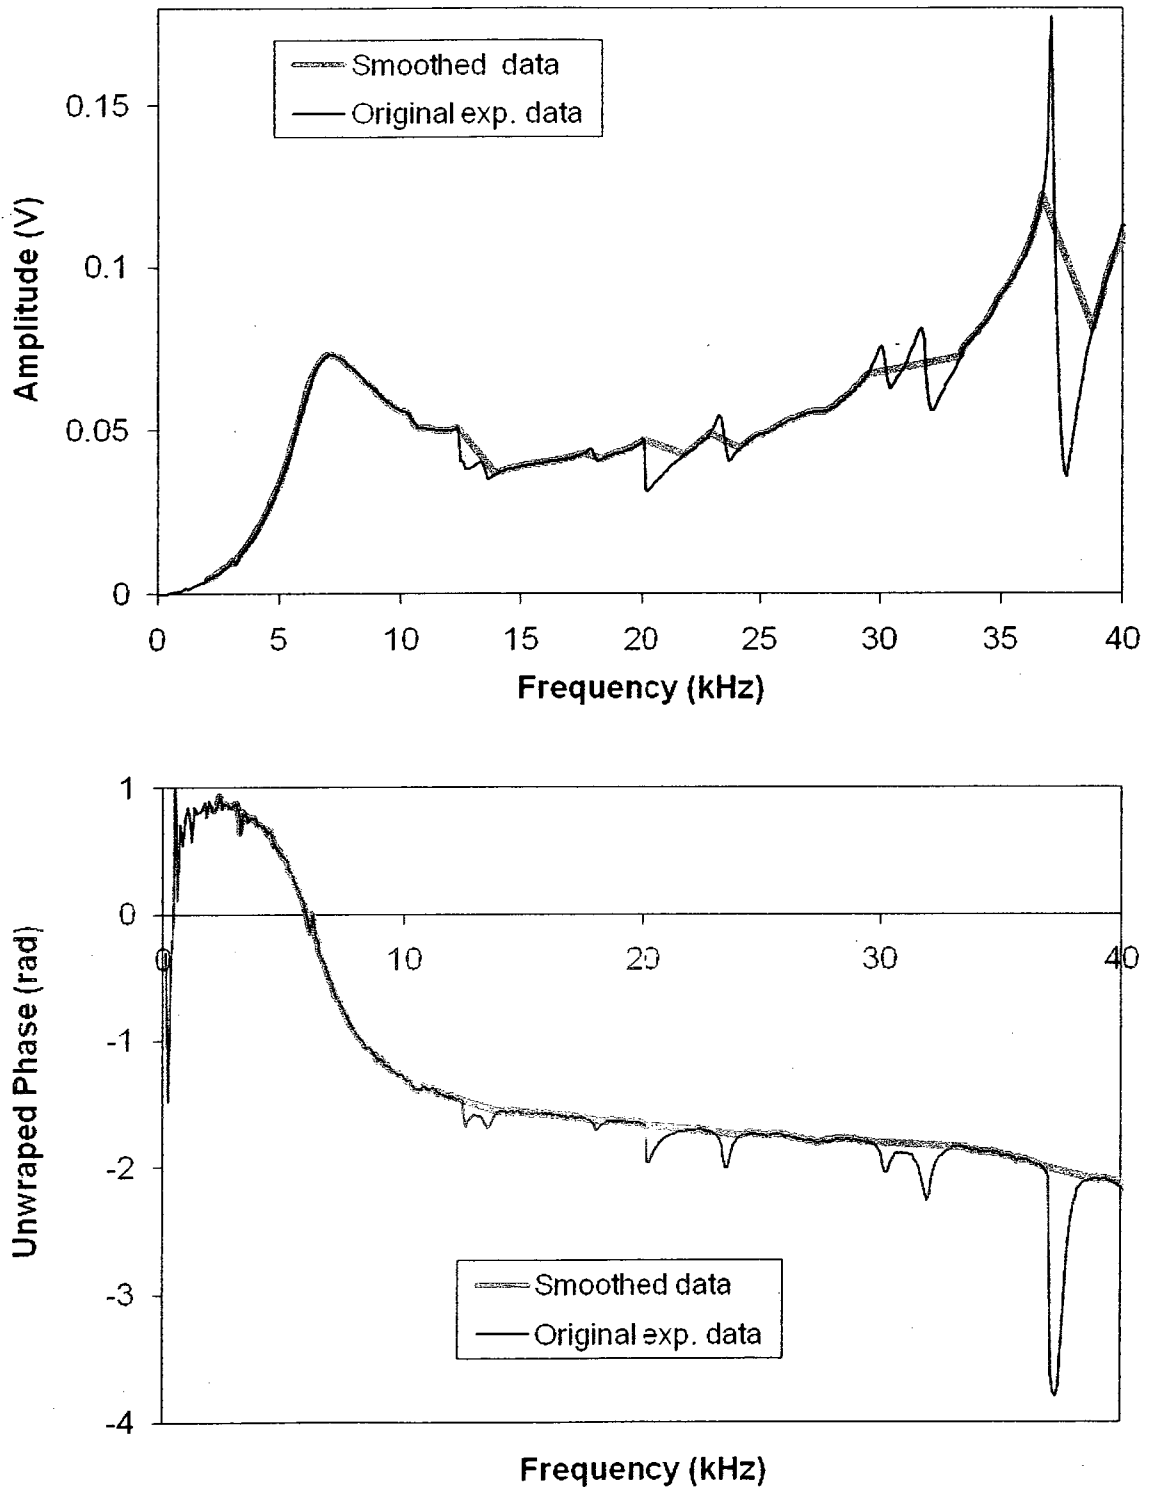 Smoothed data
Original exp. data
0.15
0.1
0.05
0
Amplitude (V)
0 5 10 15 20 25 30 35 40
Frequency (kHz)
1
0
-1
-2
-3
-4
0 10 20 30 40
Unwraped Phase (rad)
Smoothed data
Original exp. data
Frequency (kHz)